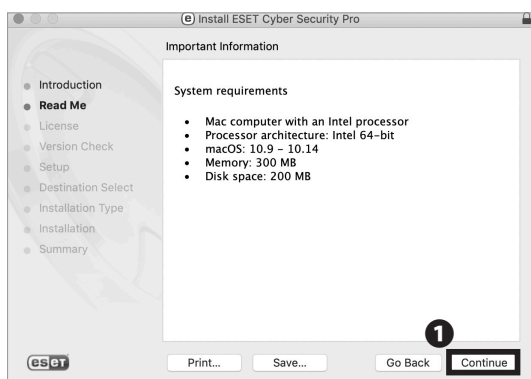 e Install ESET Cyber Security Pro
Important Information
Introduction
Read Me
License
Version Check
Setup
Destination Select
Installation Type
Installation
Summary
System requirements
• Mac computer with an Intel processor
• Processor architecture: Intel 64-bit
• macOS: 10.9 – 10.14
• Memory: 300 MB
• Disk space: 200 MB
1
eseT
Print...
Save...
Go Back
Continue